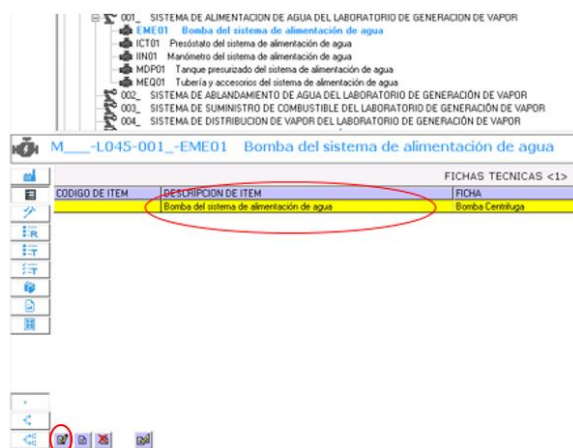 001_ SISTEMA DE ALIMENTACION DE AGUA DEL LABORATORIO DE GENERACIÓN DE VAPOR
EME01 Bomba del sistema de alimentación de agua
ICT01 Presóstato del sistema de alimentación de agua
IIN01 Manómetro del sistema de alimentación de agua
MDP01 Tanque presurizado del sistema de alimentación de agua
MEQ01 Tubería y accesorios del sistema de alimentación de agua
002_ SISTEMA DE ABLANDAMIENTO DE AGUA DEL LABORATORIO DE GENERACIÓN DE VAPOR
003_ SISTEMA DE SUMINISTRO DE COMBUSTIBLE DEL LABORATORIO DE GENERACIÓN DE VAPOR
004_ SISTEMA DE DISTRIBUCION DE VAPOR DEL LABORATORIO DE GENERACIÓN DE VAPOR
M___-L045-001_-EME01 Bomba del sistema de alimentación de agua
FICHAS TECNICAS <1>
CODIGO DE ITEM DESCRIPCION DE ITEM FICHA
Bomba del sistema de alimentación de agua Bomba Centrífuga
R
T
T